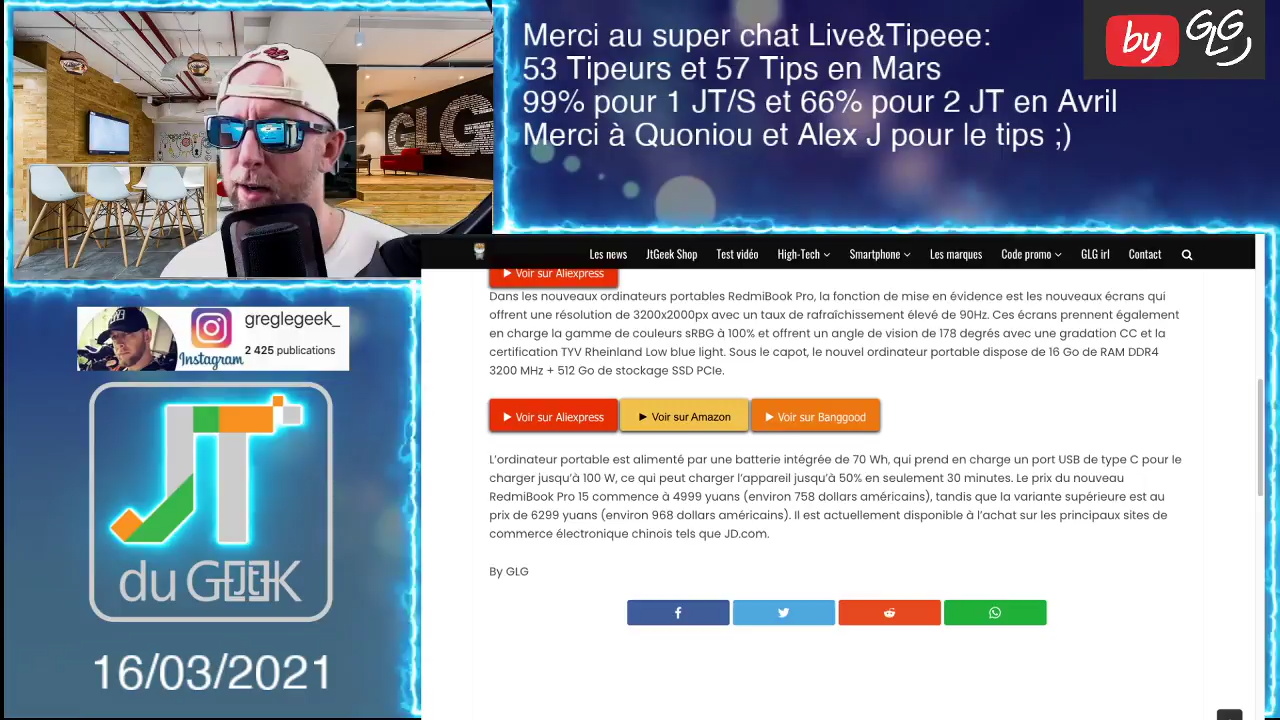 Merci au super chat Live&Tipeee:
53 Tipeurs et 57 Tips en Mars
99% pour 1 JT/S et 66% pour 2 JT en Avril
Merci à Quoniou et Alex J pour le tips ;)
by GLG
GLG
greglegeek_
2 425 publications
Instagram
JT
du GEEK
16/03/2021
Les news JtGeek Shop Test vidéo High-Tech Smartphone Les marques Code promo GLG irl Contact
Voir sur Aliexpress
Dans les nouveaux ordinateurs portables RedmiBook Pro, la fonction de mise en évidence est les nouveaux écrans qui
offrent une résolution de 3200x2000px avec un taux de rafraîchissement élevé de 90Hz. Ces écrans prennent également
en charge la gamme de couleurs sRBG à 100% et offrent un angle de vision de 178 degrés avec une gradation CC et la
certification TYV Rheinland Low blue light. Sous le capot, le nouvel ordinateur portable dispose de 16 Go de RAM DDR4
3200 MHz + 512 Go de stockage SSD PCIe.
Voir sur Aliexpress Voir sur Amazon Voir sur Banggood
L'ordinateur portable est alimenté par une batterie intégrée de 70 Wh, qui prend en charge un port USB de type C pour le
charger jusqu'à 100 W, ce qui peut charger l'appareil jusqu'à 50% en seulement 30 minutes. Le prix du nouveau
RedmiBook Pro 15 commence à 4999 yuans (environ 758 dollars américains), tandis que la variante supérieure est au
prix de 6299 yuans (environ 968 dollars américains). Il est actuellement disponible à l'achat sur les principaux sites de
commerce électronique chinois tels que JD.com.
By GLG